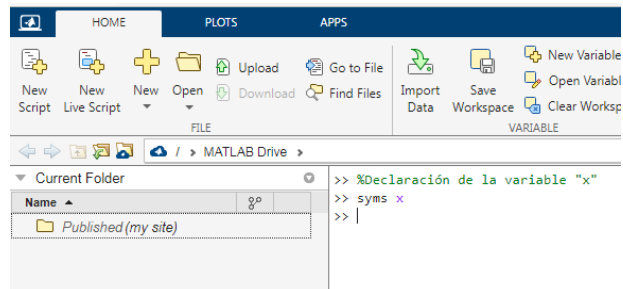 HOME PLOTS APPS
New Script
New Live Script
New
Open
Upload
Download
Go to File
Find Files
FILE
Import Data
Save Workspace
New Variable
Open Variabl
Clear Worksp
VARIABLE
/ > MATLAB Drive >
Current Folder
Name
Published (my site)
>> %Declaración de la variable "x"
>> syms x
>>